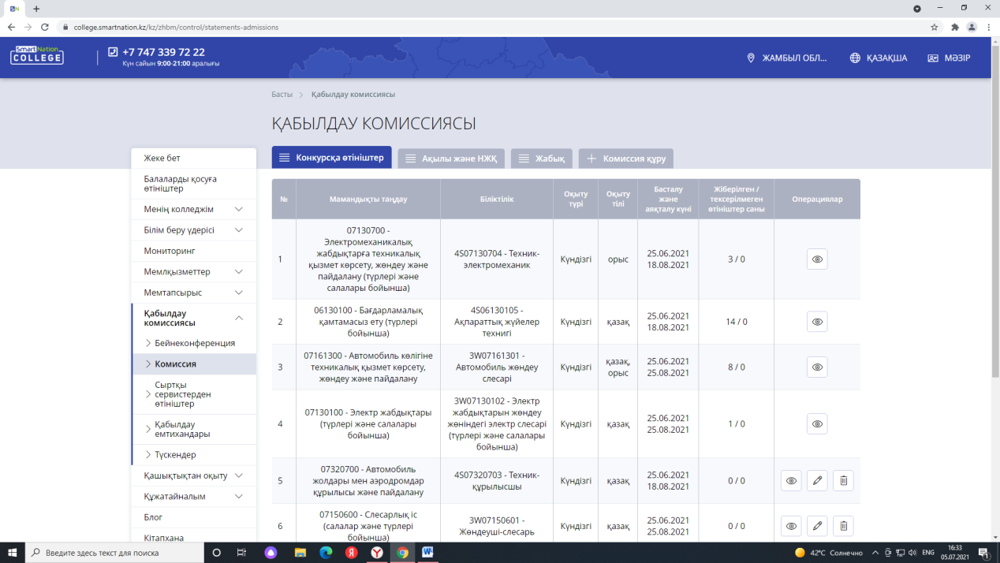 college.smartnation.kz/kz/zhbm/control/statements-admissions
Smart Nation
COLLEGE
+7 747 339 72 22
Күн сайын 9:00-21:00 аралығы
ЖАМБЫЛ ОБЛ...
ҚАЗАҚША
МӘЗІР
Басты
Қабылдау комиссиясы
ҚАБЫЛДАУ КОМИССИЯСЫ
Жеке бет
Балаларды қосуға
өтініштер
Менің колледжім
Білім беру үдерісі
Мониторинг
Мемлқызметтер
Мемтапсырыс
Қабылдау
комиссиясы
Бейнеконференция
Комиссия
Сыртқы
сервистерден
өтініштер
Қабылдау
емтихандары
Түскендер
Қашықтықтан оқыту
Құжатайналым
Блог
Кітапхана
Конкурсқа өтініштер
Ақылы және НЖҚ
Жабық
Комиссия құру
№
Мамандықты таңдау
Біліктілік
Оқыту
түрі
Оқыту
тілі
Басталу
және
аяқталу күні
Жіберілген /
тексерілмеген
өтініштер саны
Операциялар
1
07130700 -
Электромеханикалық
жабдықтарға техникалық
қызмет көрсету, жөндеу және
пайдалану (түрлері және
салалары бойынша)
4S07130704 - Техник-
электромеханик
Күндізгі
орыс
25.06.2021
18.08.2021
3 / 0
2
06130100 - Бағдарламалық
қамтамасыз ету (түрлері
бойынша)
4S06130105 -
Ақпараттық жүйелер
технигі
Күндізгі
қазақ
25.06.2021
18.08.2021
14 / 0
3
07161300 - Автомобиль көлігіне
техникалық қызмет көрсету,
жөндеу және пайдалану
3W07161301 -
Автомобиль жөндеу
слесарі
Күндізгі
қазақ,
орыс
25.06.2021
25.08.2021
8 / 0
4
07130100 - Электр жабдықтары
(түрлері және салалары
бойынша)
3W07130102 - Электр
жабдықтарын жөндеу
жөніндегі электр слесарі
(түрлері және салалары
бойынша)
Күндізгі
қазақ
25.06.2021
25.08.2021
1 / 0
5
07320700 - Автомобиль
жолдары мен аэродромдар
құрылысы және пайдалану
4S07320703 - Техник-
құрылысшы
Күндізгі
қазақ
25.06.2021
18.08.2021
0 / 0
6
07150600 - Слесарлық іс
(салалар және түрлері
бойынша)
3W07150601 -
Жөндеуші-слесарь
Күндізгі
қазақ
25.06.2021
25.08.2021
0 / 0
Введите здесь текст для поиска
42°C Солнечно
ENG
16:33
05.07.2021
1